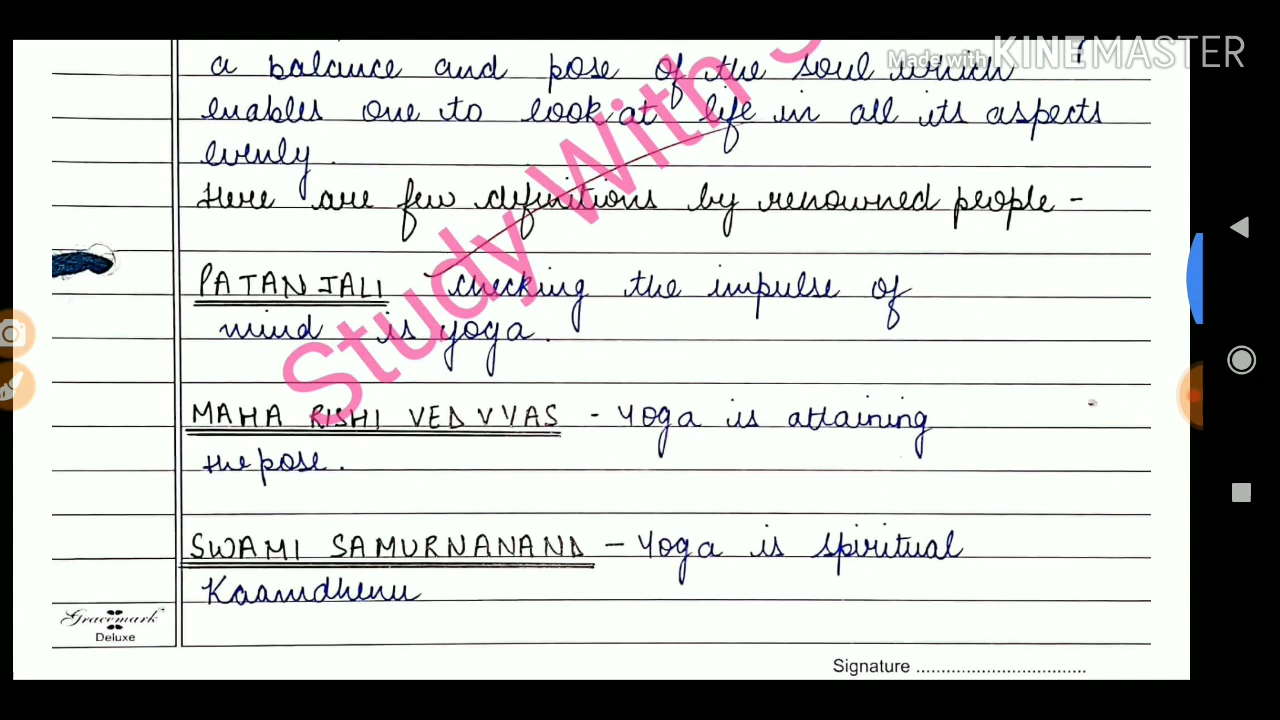 Made with KINEMASTER
a balance and pose of the soul which
enables one to look at life in all its aspects
evenly.
Here are few definitions by renowned people -
PATANJALI checking the impulse of
mind is yoga.
MAHA RISHI VEDVYAS - Yoga is attaining
the pose.
SWAMI SAMURNANAND - Yoga is spiritual
Kaamdhenu
Gracemark
Deluxe
Signature ..................................
Study With